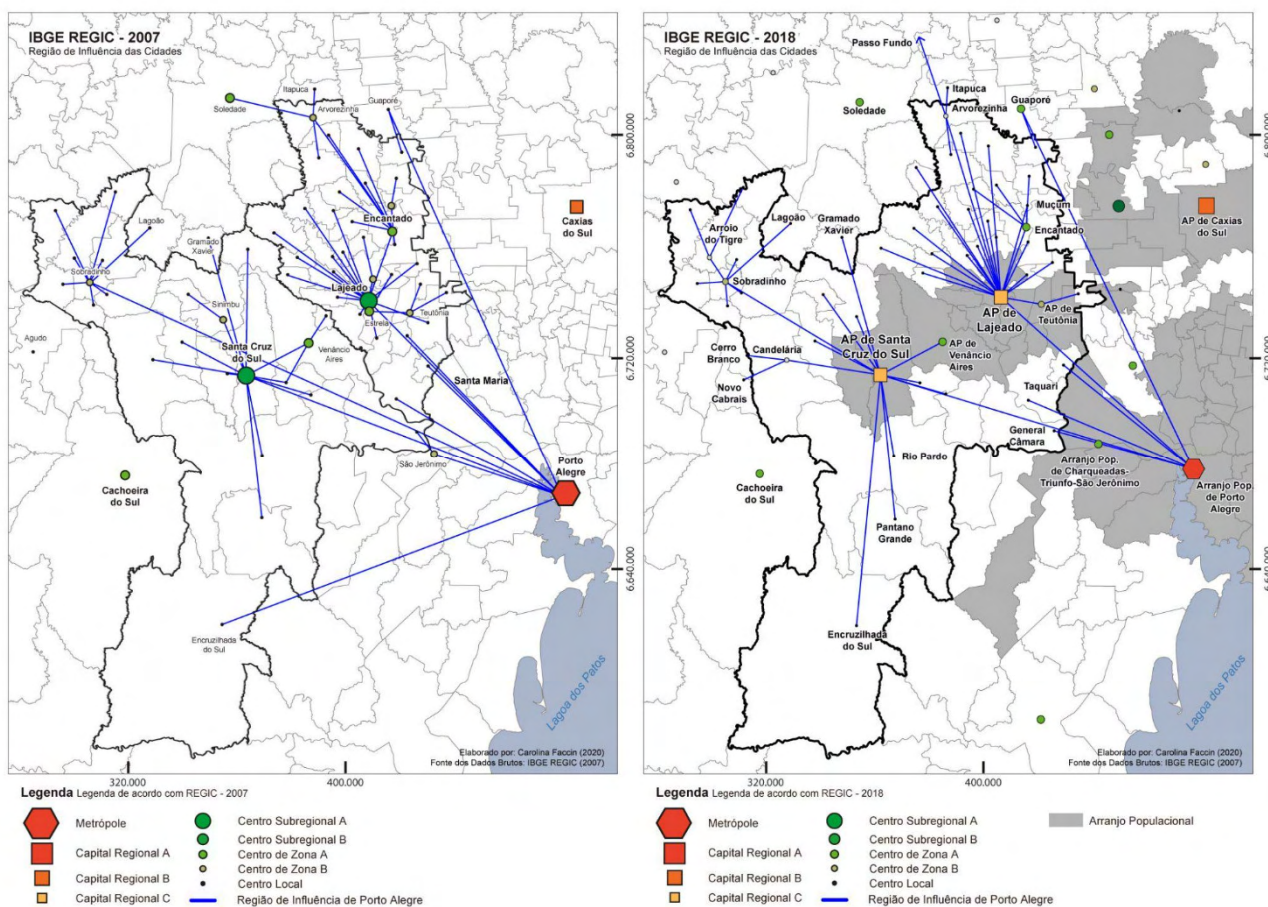 IBGE REGIC - 2007
Região de Influência das Cidades
Itapuca
Guaporé
Soledade
Arvorezinha
6.800.000
Encantado
Caxias
do Sul
Lagoão
Gramado
Xavier
Sobradinho
Lajeado
Sinimbu
Estrela
Teutônia
Agudo
Santa Cruz
do Sul
Venâncio
Aires
6.720.000
Santa Maria
São Jerônimo
Porto
Alegre
Cachoeira
do Sul
6.640.000
Encruzilhada
do Sul
Lagoa dos Patos
Elaborado por: Carolina Faccin (2020)
Fonte dos Dados Brutos: IBGE REGIC (2007)
320.000
400.000
Legenda Legenda de acordo com REGIC - 2007
Metrópole
Capital Regional A
Capital Regional B
Capital Regional C
Centro Subregional A
Centro Subregional B
Centro de Zona A
Centro de Zona B
Centro Local
Região de Influência de Porto Alegre
IBGE REGIC - 2018
Região de Influência das Cidades
Passo Fundo
Itapuca
Guaporé
Soledade
Arvorezinha
6.800.000
Muçum
Encantado
AP de Caxias
do Sul
Lagoão
Gramado
Xavier
Arroio
do Tigre
Sobradinho
AP de
Lajeado
AP de
Teutônia
AP de Santa
Cruz do Sul
AP de
Venâncio
Aires
Cerro
Branco
Candelária
Novo
Cabrais
6.720.000
Taquari
General
Câmara
Rio Pardo
Arranjo Pop.
de Charqueadas-
Triunfo-São Jerônimo
Arranjo Pop.
de Porto
Alegre
Cachoeira
do Sul
Pantano
Grande
6.640.000
Encruzilhada
do Sul
Lagoa dos Patos
Elaborado por: Carolina Faccin (2020)
Fonte dos Dados Brutos: IBGE REGIC (2007)
320.000
400.000
Legenda Legenda de acordo com REGIC - 2018
Metrópole
Capital Regional A
Capital Regional B
Capital Regional C
Centro Subregional A
Centro Subregional B
Centro de Zona A
Centro de Zona B
Centro Local
Região de Influência de Porto Alegre
Arranjo Populacional